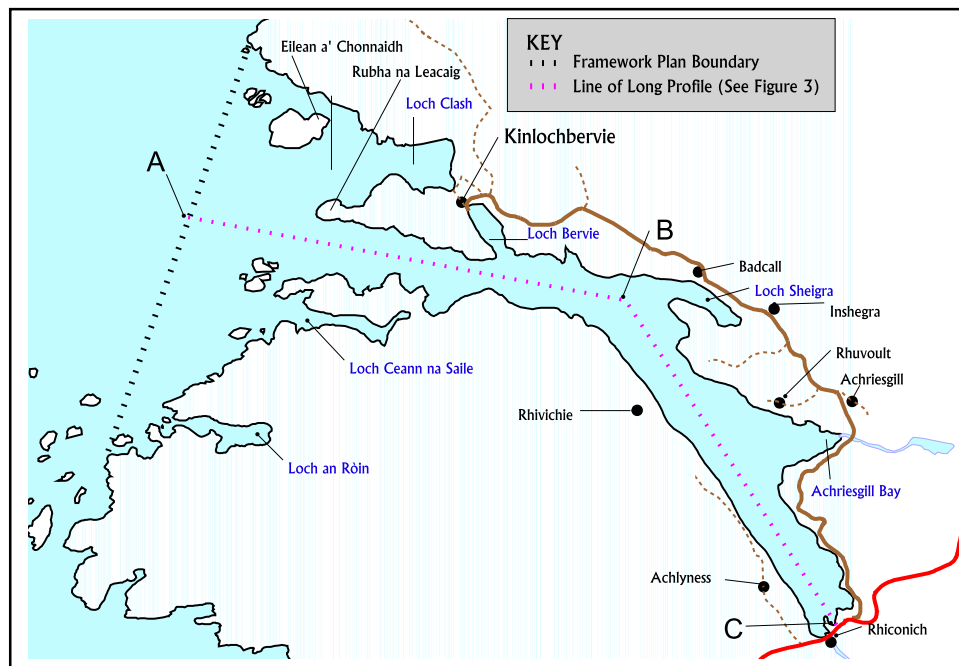 KEY
Framework Plan Boundary
Line of Long Profile (See Figure 3)
Eilean a' Chonnaidh
Rubha na Leacaig
Loch Clash
Kinlochbervie
A
Loch Bervie
B
Badcall
Loch Sheigra
Inshegra
Loch Ceann na Saile
Rhuvoult
Achriesgill
Rhivichie
Loch an Ròin
Achriesgill Bay
Achlyness
C
Rhiconich